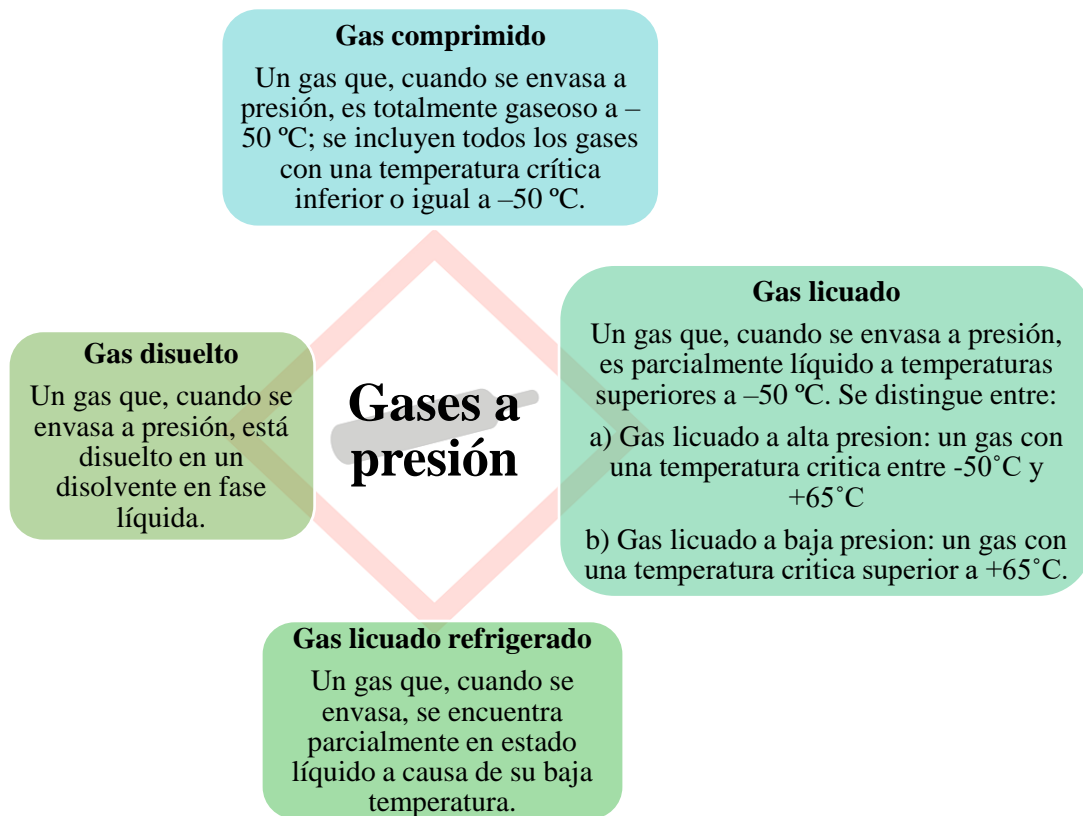 Gas comprimido
Un gas que, cuando se envasa a
presión, es totalmente gaseoso a –
50 ºC; se incluyen todos los gases
con una temperatura crítica
inferior o igual a –50 ºC.
Gas licuado
Un gas que, cuando se envasa a presión,
es parcialmente líquido a temperaturas
superiores a –50 ºC. Se distingue entre:
a) Gas licuado a alta presion: un gas con
una temperatura critica entre -50˚C y
+65˚C
b) Gas licuado a baja presion: un gas con
una temperatura critica superior a +65˚C.
Gas disuelto
Un gas que, cuando se
envasa a presión, está
disuelto en un
disolvente en fase
líquida.
Gases a
presión
Gas licuado refrigerado
Un gas que, cuando se
envasa, se encuentra
parcialmente en estado
líquido a causa de su baja
temperatura.